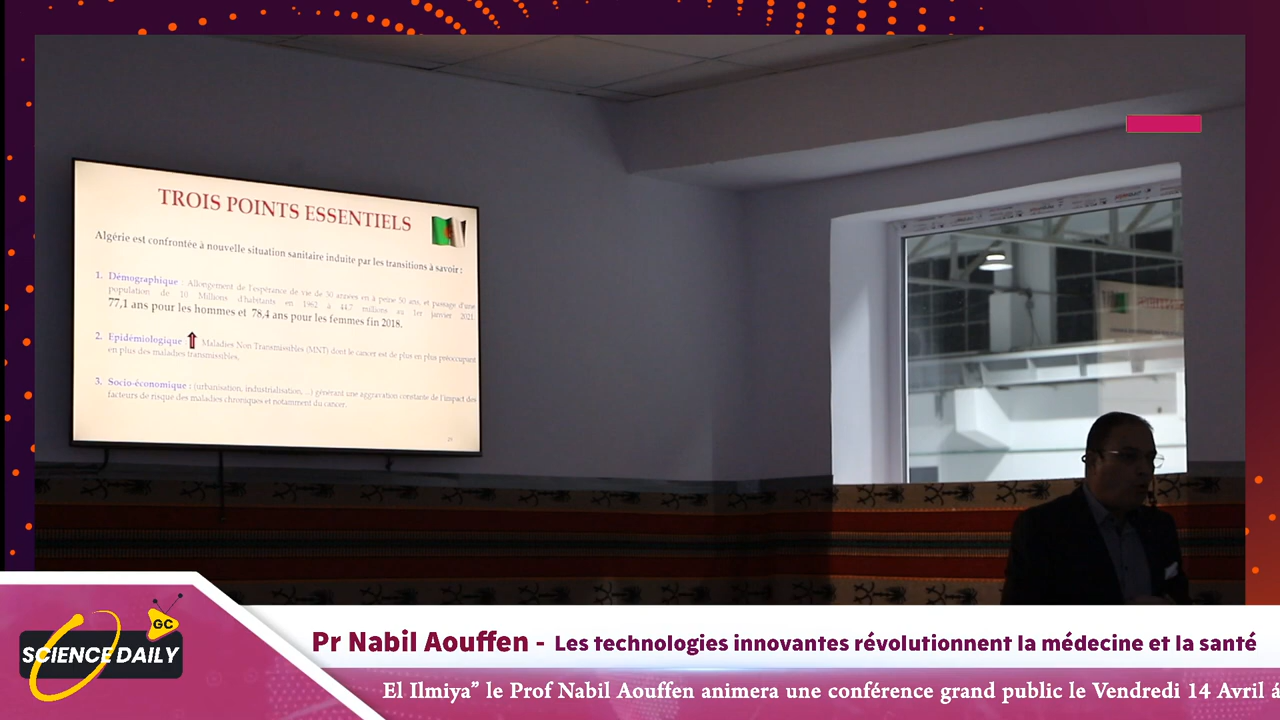 TROIS POINTS ESSENTIELS
Algérie est confrontée à nouvelle situation sanitaire induite par les transitions à savoir :
1. Démographique : Allongement de l'espérance de vie de 30 années en à peine 50 ans, et passage d'une
population de 10 Millions d'habitants en 1962 à 44,7 millions au 1er janvier 2021.
77,1 ans pour les hommes et 78,4 ans pour les femmes fin 2018.
2. Epidémiologique : Maladies Non Transmissibles (MNT) dont le cancer est de plus en plus préoccupant
en plus des maladies transmissibles.
3. Socio-économique : (urbanisation, industrialisation, ...) générant une aggravation constante de l'impact des
facteurs de risque des maladies chroniques et notamment du cancer.
GC
SCIENCE DAILY
Pr Nabil Aouffen - Les technologies innovantes révolutionnent la médecine et la santé
El Ilmiya” le Prof Nabil Aouffen animera une conférence grand public le Vendredi 14 Avril á